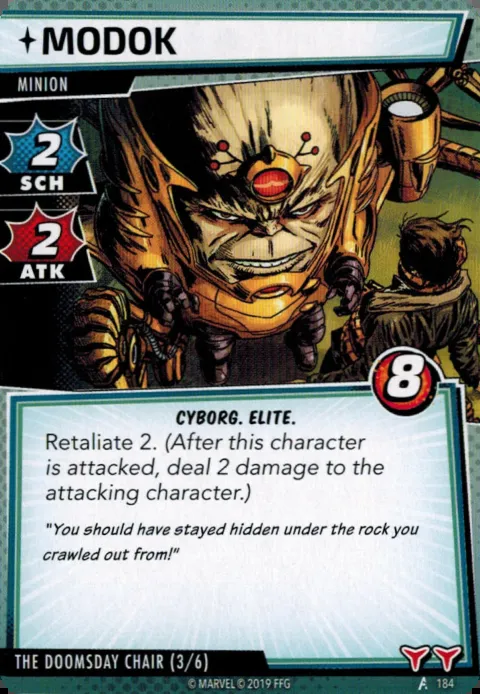 MODOK
MINION
2
SCH
2
ATK
8
CYBORG. ELITE.
Retaliate 2. (After this character
is attacked, deal 2 damage to the
attacking character.)
"You should have stayed hidden under the rock you
crawled out from!"
THE DOOMSDAY CHAIR (3/6)
© MARVEL © 2019 FFG
184